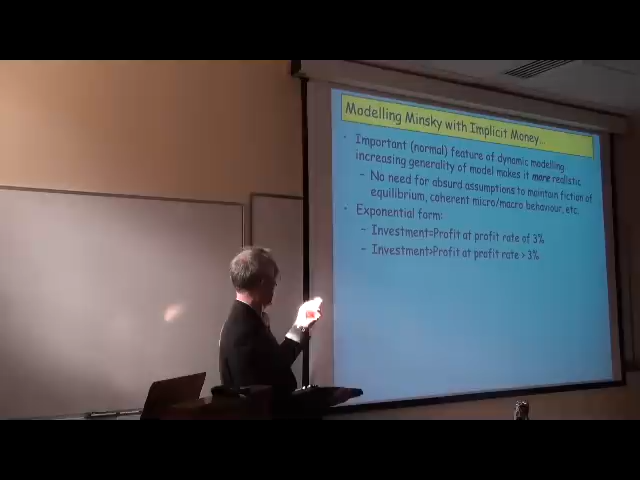 Modelling Minsky with Implicit Money...
• Important (normal) feature of dynamic modelling
increasing generality of model makes it more realistic
– No need for absurd assumptions to maintain fiction of
equilibrium, coherent micro/macro behaviour, etc.
• Exponential form:
– Investment=Profit at profit rate of 3%
– Investment>Profit at profit rate > 3%